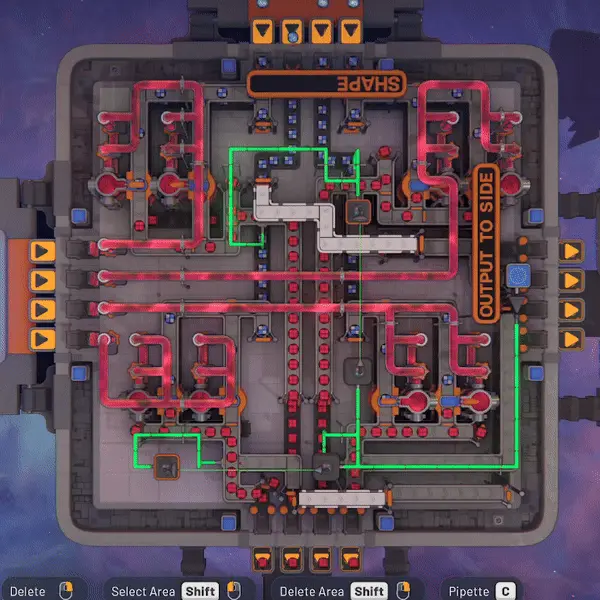 SHAPE
OUTPUT TO SIDE
Delete
Select Area Shift
Delete Area Shift
Pipette C